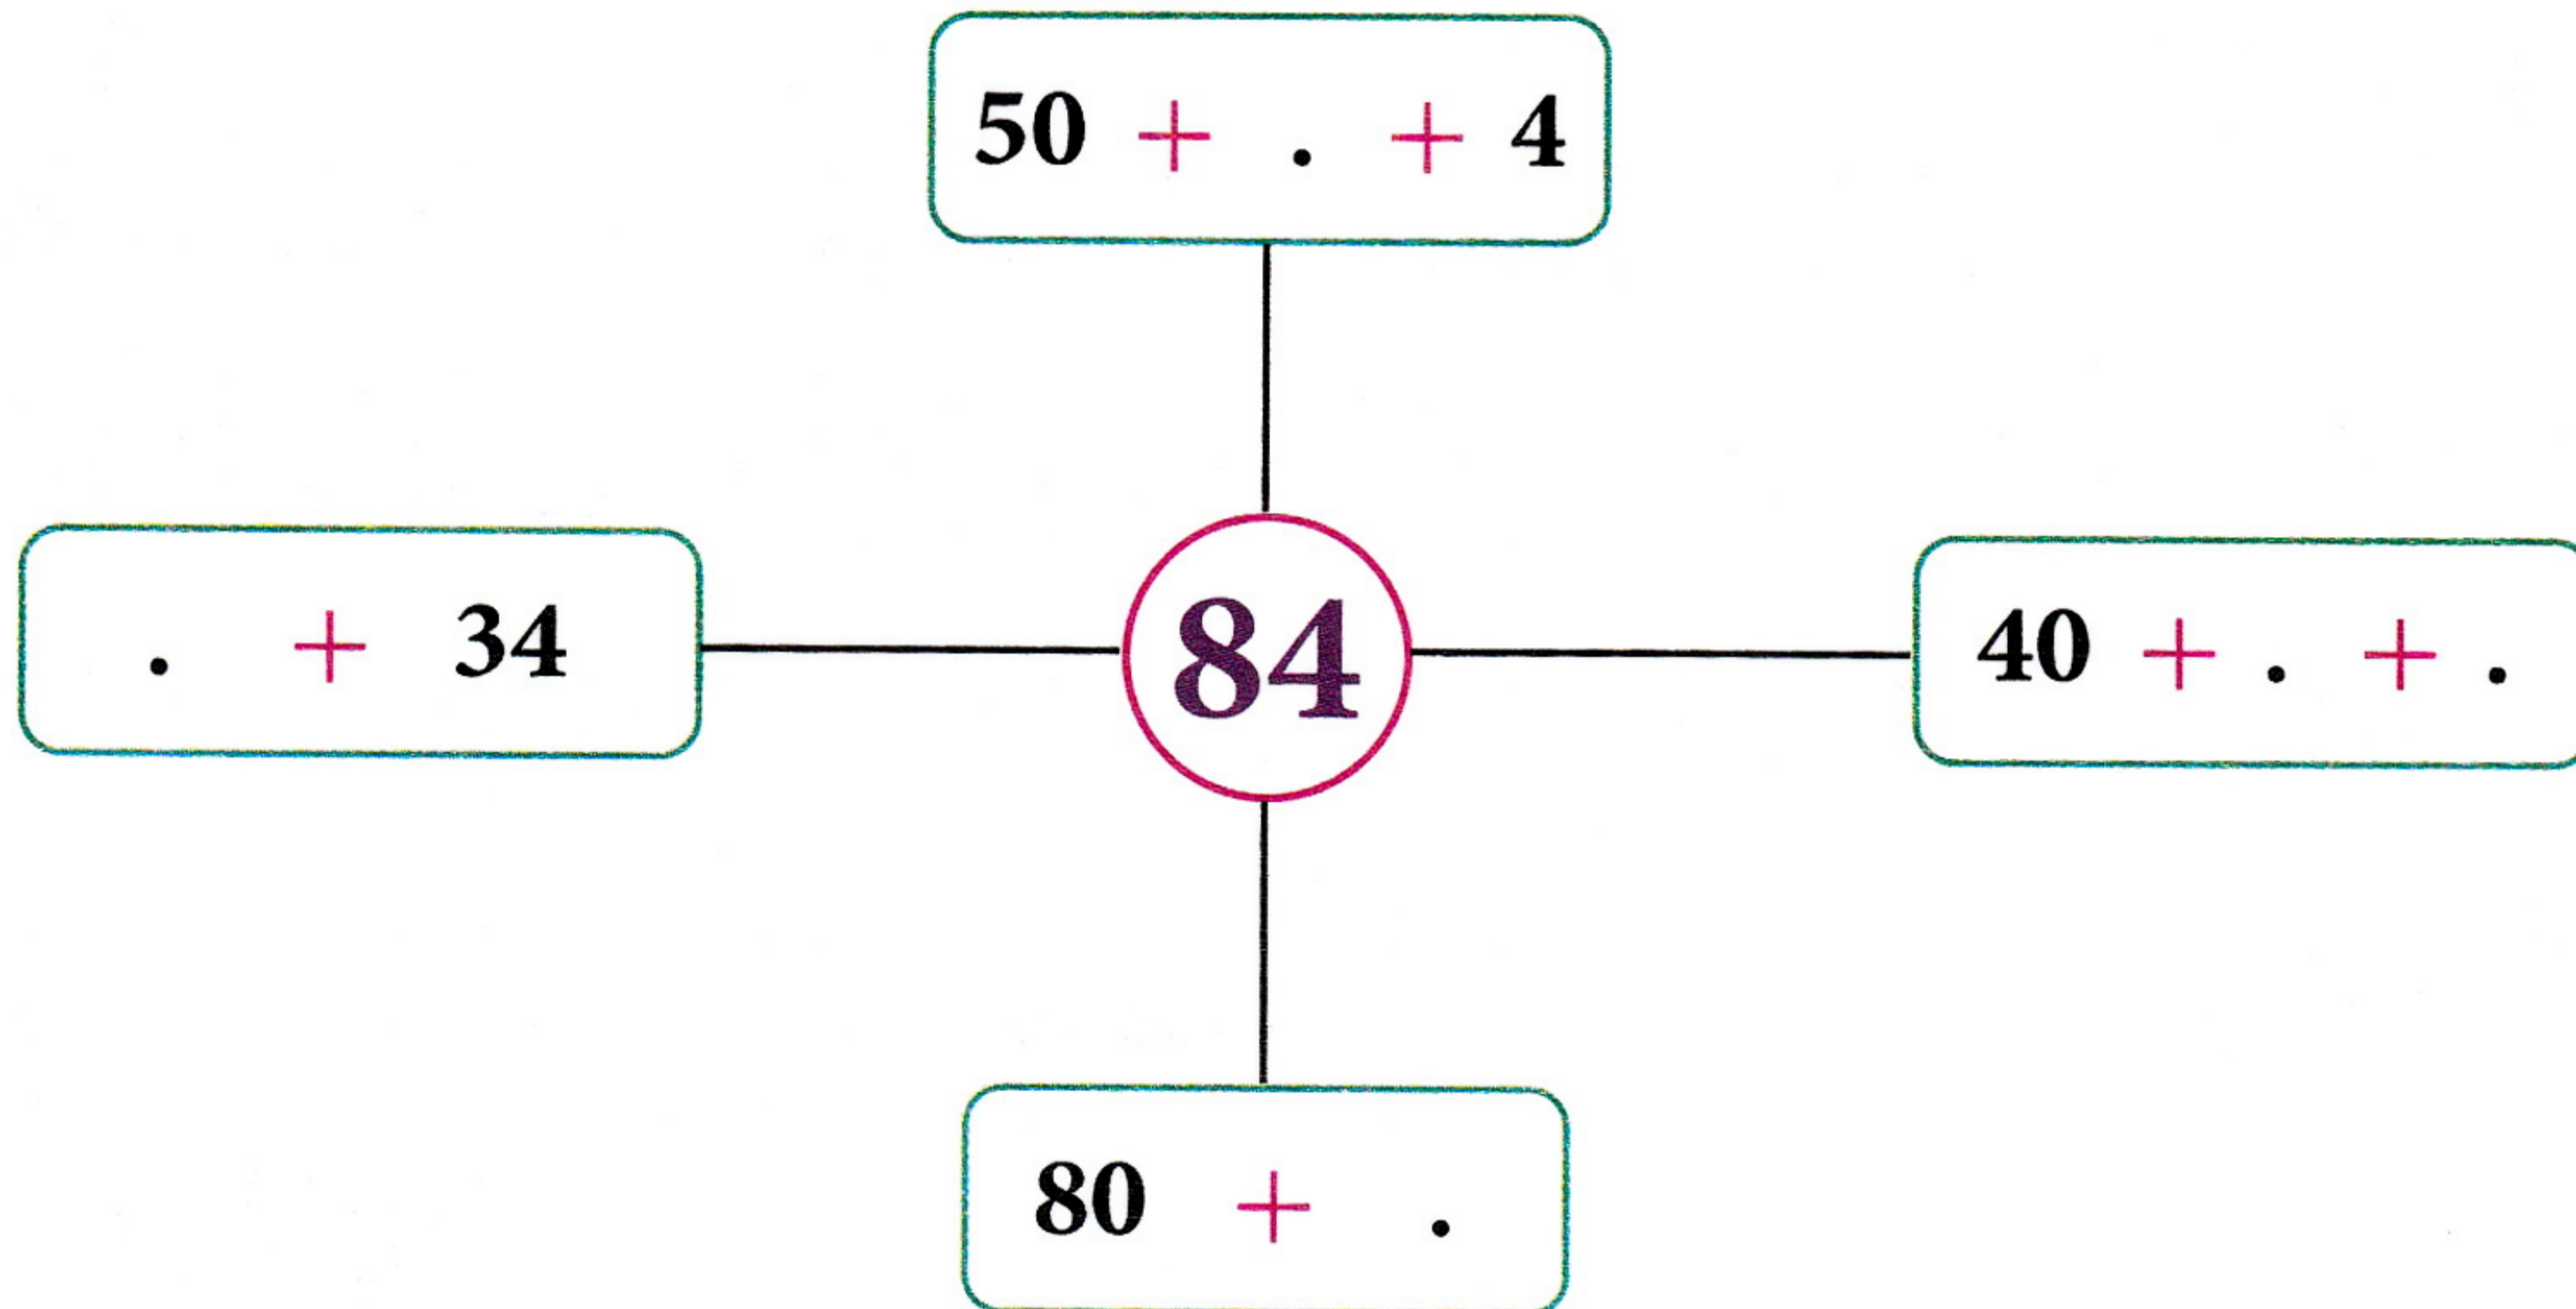 50 + . + 4
. + 34
84
40 + . + .
80 + .